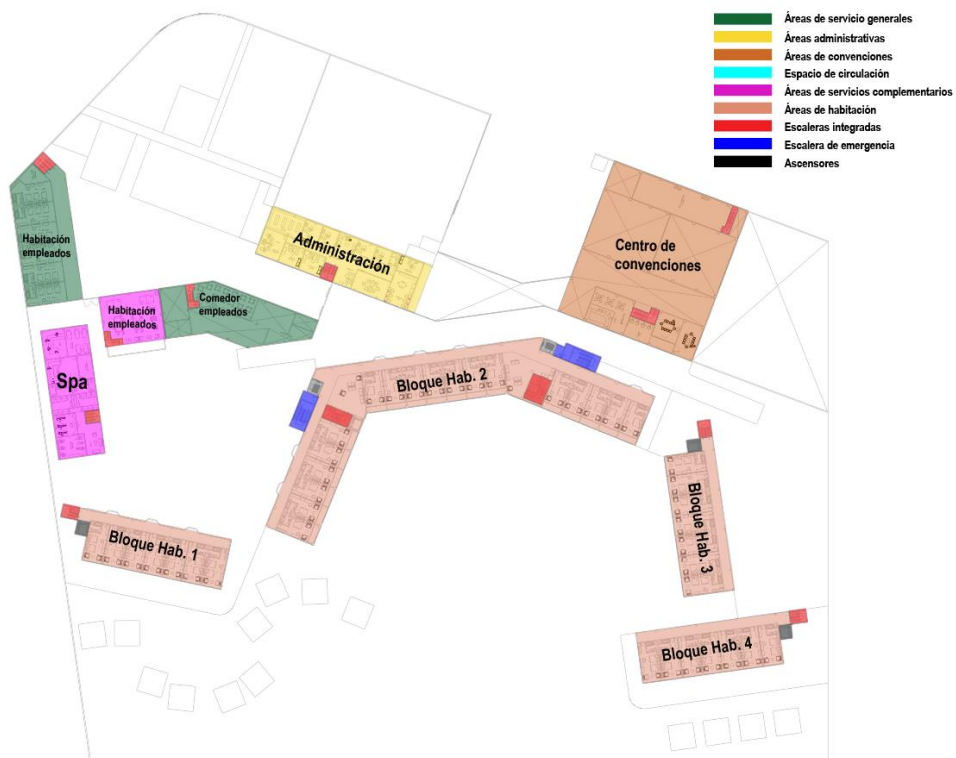 Áreas de servicio generales
Áreas administrativas
Áreas de convenciones
Espacio de circulación
Áreas de servicios complementarios
Áreas de habitación
Escaleras integradas
Escalera de emergencia
Ascensores
Habitación
empleados
Administración
Centro de
convenciones
Habitación
empleados
Comedor
empleados
Spa
Bloque Hab. 2
Bloque Hab. 1
Bloque Hab. 3
Bloque Hab. 4